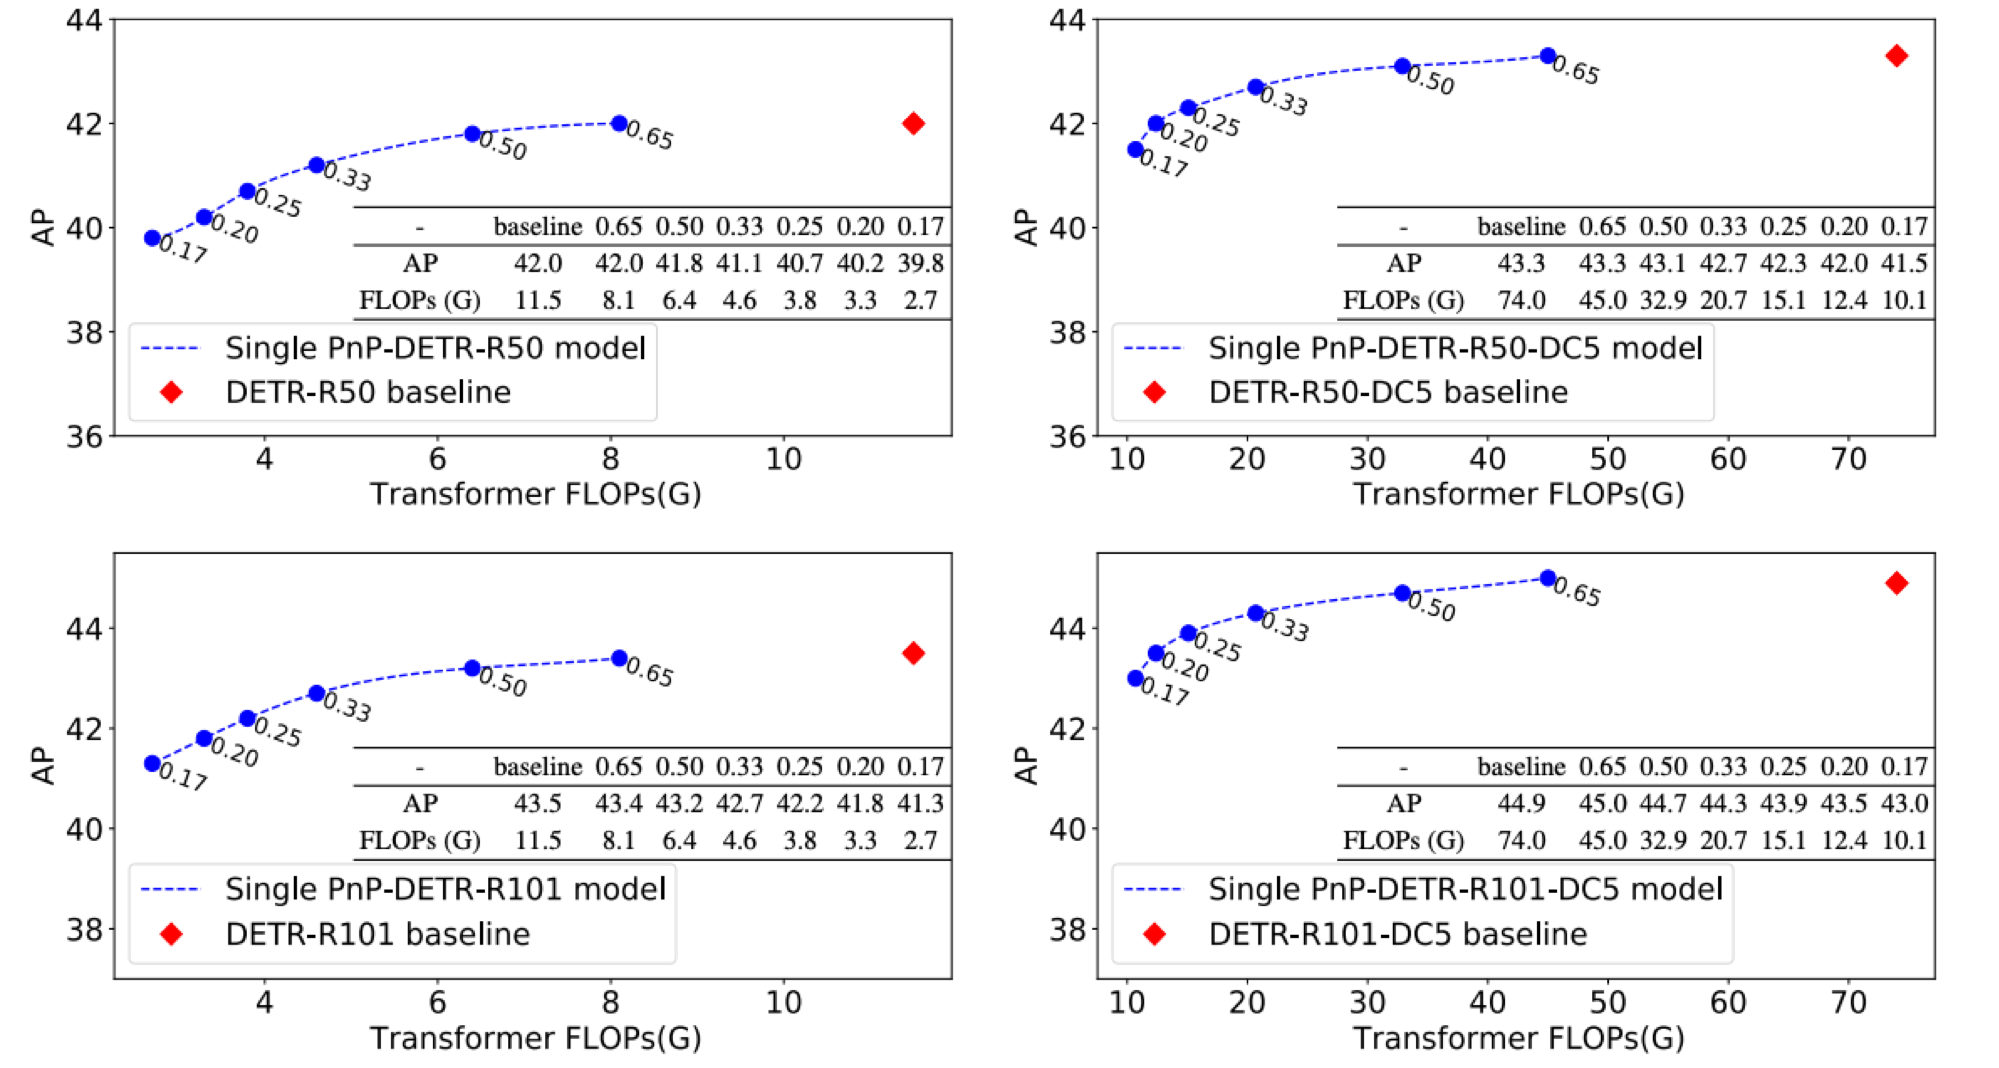 44
42
40
38
36
AP
0.17
0.20
0.25
0.33
0.50
0.65
- baseline 0.65 0.50 0.33 0.25 0.20 0.17
AP 42.0 42.0 41.8 41.1 40.7 40.2 39.8
FLOPs (G) 11.5 8.1 6.4 4.6 3.8 3.3 2.7
Single PnP-DETR-R50 model
DETR-R50 baseline
4 6 8 10
Transformer FLOPs(G)
44
42
40
38
36
AP
0.17
0.20
0.25
0.33
0.50
0.65
- baseline 0.65 0.50 0.33 0.25 0.20 0.17
AP 43.3 43.3 43.1 42.7 42.3 42.0 41.5
FLOPs (G) 74.0 45.0 32.9 20.7 15.1 12.4 10.1
Single PnP-DETR-R50-DC5 model
DETR-R50-DC5 baseline
10 20 30 40 50 60 70
Transformer FLOPs(G)
44
42
40
38
AP
0.17
0.20
0.25
0.33
0.50
0.65
- baseline 0.65 0.50 0.33 0.25 0.20 0.17
AP 43.5 43.4 43.2 42.7 42.2 41.8 41.3
FLOPs (G) 11.5 8.1 6.4 4.6 3.8 3.3 2.7
Single PnP-DETR-R101 model
DETR-R101 baseline
4 6 8 10
Transformer FLOPs(G)
44
42
40
38
AP
0.17
0.20
0.25
0.33
0.50
0.65
- baseline 0.65 0.50 0.33 0.25 0.20 0.17
AP 44.9 45.0 44.7 44.3 43.9 43.5 43.0
FLOPs (G) 74.0 45.0 32.9 20.7 15.1 12.4 10.1
Single PnP-DETR-R101-DC5 model
DETR-R101-DC5 baseline
10 20 30 40 50 60 70
Transformer FLOPs(G)